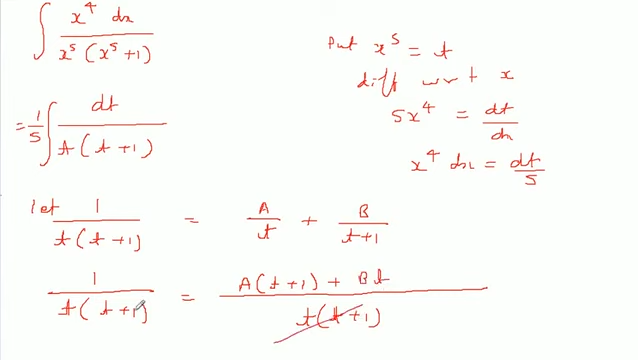 ∫ x⁴ dx / x⁵ (x⁵ + 1)
= 1/5 ∫ dt / t (t + 1)
Put x⁵ = t
diff wrt x
5x⁴ = dt/dx
x⁴ dx = dt/5
let 1 / t(t+1) = A/t + B/t+1
1 / t(t+1) = A(t+1) + Bt / t(t+1)